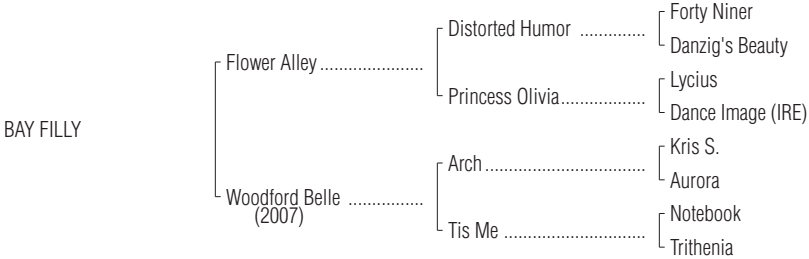 Forty Niner
Distorted Humor ..............
Danzig's Beauty
Flower Alley ......................
Lycius
Princess Olivia..................
Dance Image (IRE)
BAY FILLY
Kris S.
Arch ..................................
Aurora
Woodford Belle ................
(2007)
Notebook
Tis Me ..............................
Trithenia